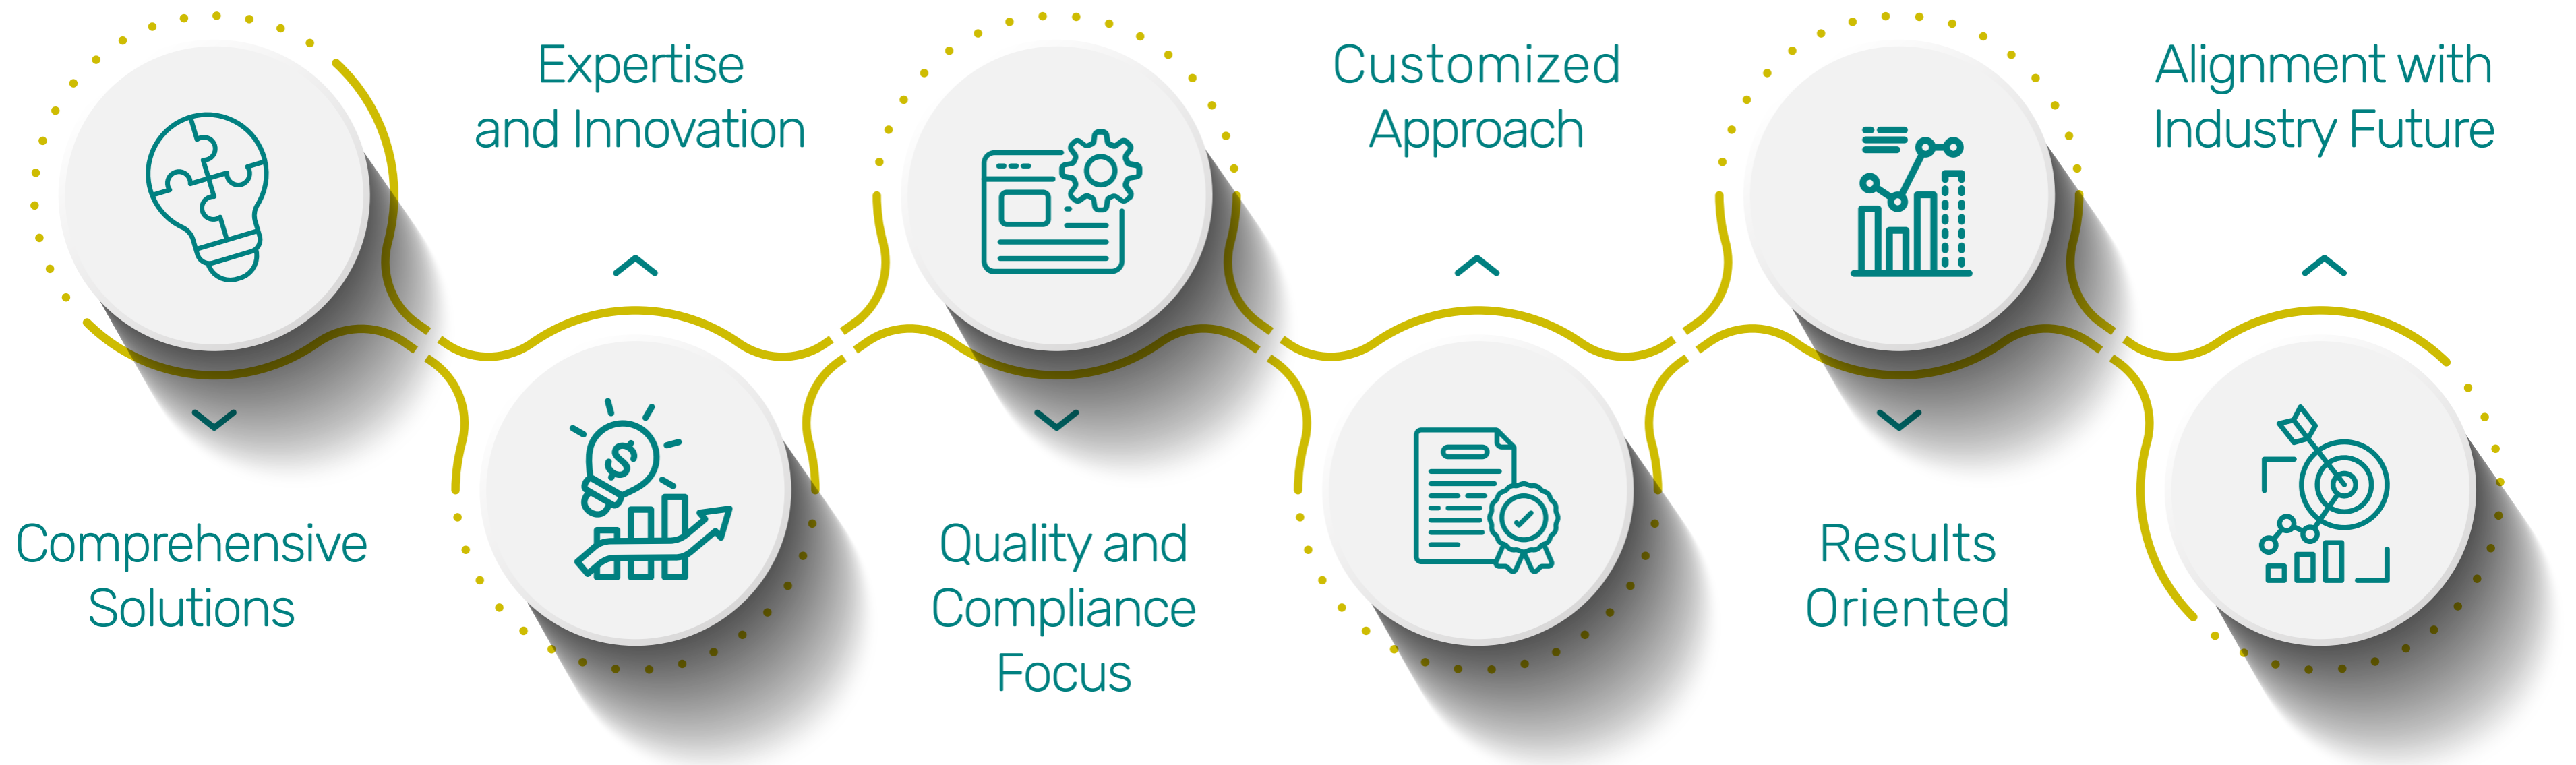 Comprehensive
Solutions
Expertise
and Innovation
Quality and
Compliance
Focus
Customized
Approach
Results
Oriented
Alignment with
Industry Future
$